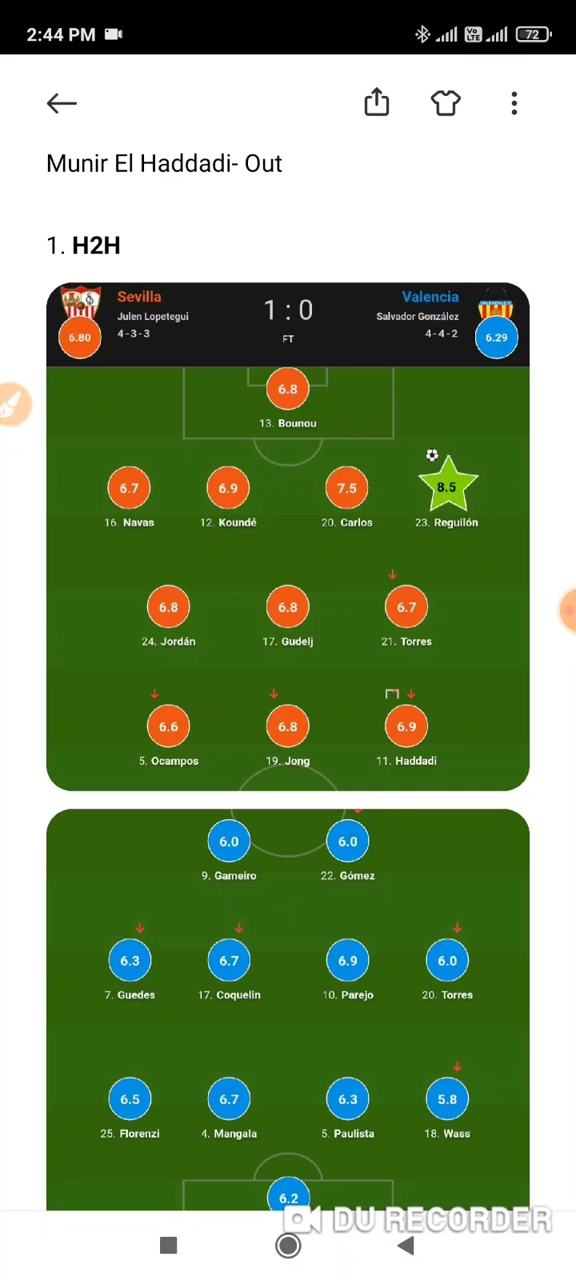 2:44 PM
Vo LTE
72
Munir El Haddadi- Out
1. H2H
Sevilla
Julen Lopetegui
4-3-3
6.80
1 : 0
FT
Valencia
Salvador González
4-4-2
6.29
6.8
13. Bounou
6.7 6.9 7.5 8.5
16. Navas 12. Koundé 20. Carlos 23. Reguilón
6.8 6.8 6.7
24. Jordán 17. Gudelj 21. Torres
6.6 6.8 6.9
5. Ocampos 19. Jong 11. Haddadi
6.0 6.0
9. Gameiro 22. Gómez
6.3 6.7 6.9 6.0
7. Guedes 17. Coquelin 10. Parejo 20. Torres
6.5 6.7 6.3 5.8
25. Florenzi 4. Mangala 5. Paulista 18. Wass
6.2
DU RECORDER